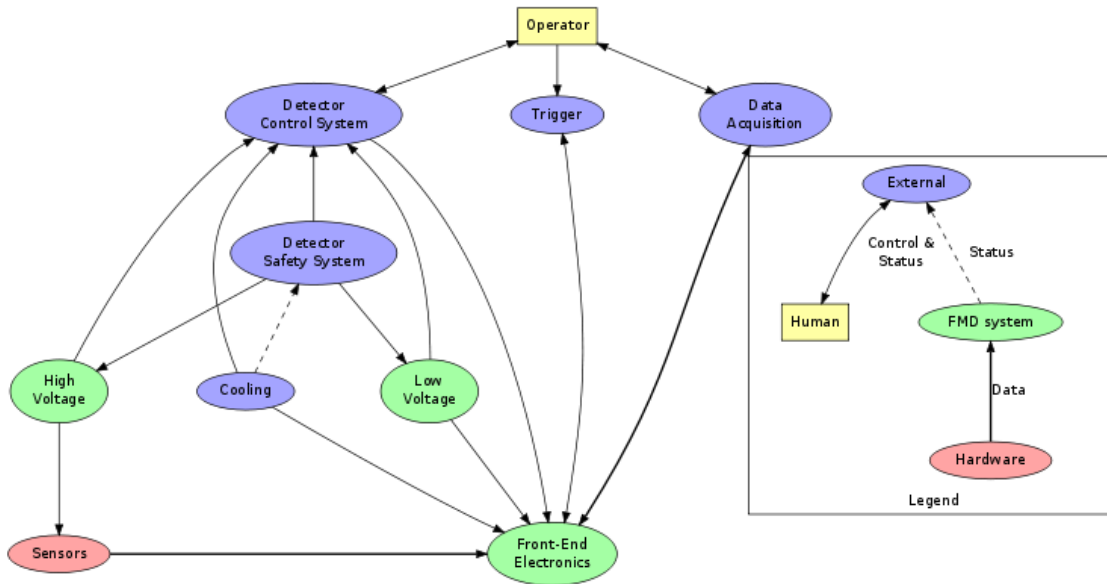 Operator
Detector
Control System
Trigger
Data
Acquisition
External
Control &
Status
Status
Detector
Safety System
Human
FMD system
High
Voltage
Cooling
Low
Voltage
Data
Hardware
Legend
Sensors
Front-End
Electronics